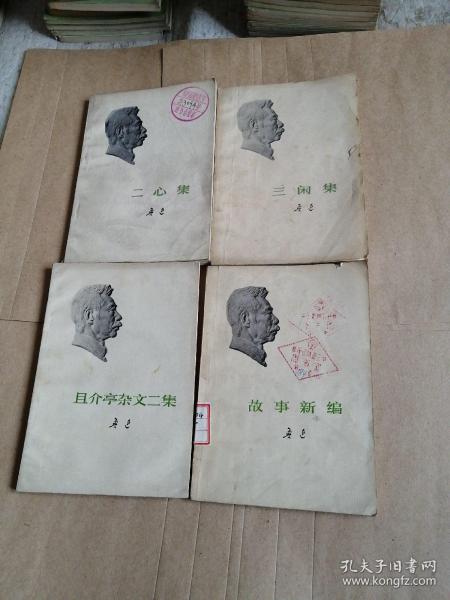 二心集
鲁迅
三闲集
鲁迅
且介亭杂文二集
鲁迅
故事新编
鲁迅
孔夫子旧书网
www.kongfz.com